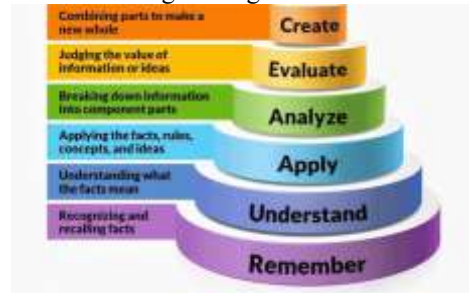 Combining parts to make a
new whole
Create
Judging the value of
information or ideas
Evaluate
Breaking down information
into component parts
Analyze
Applying the facts, rules,
concepts, and ideas
Apply
Understanding what
the facts mean
Understand
Recognizing and
recalling facts
Remember